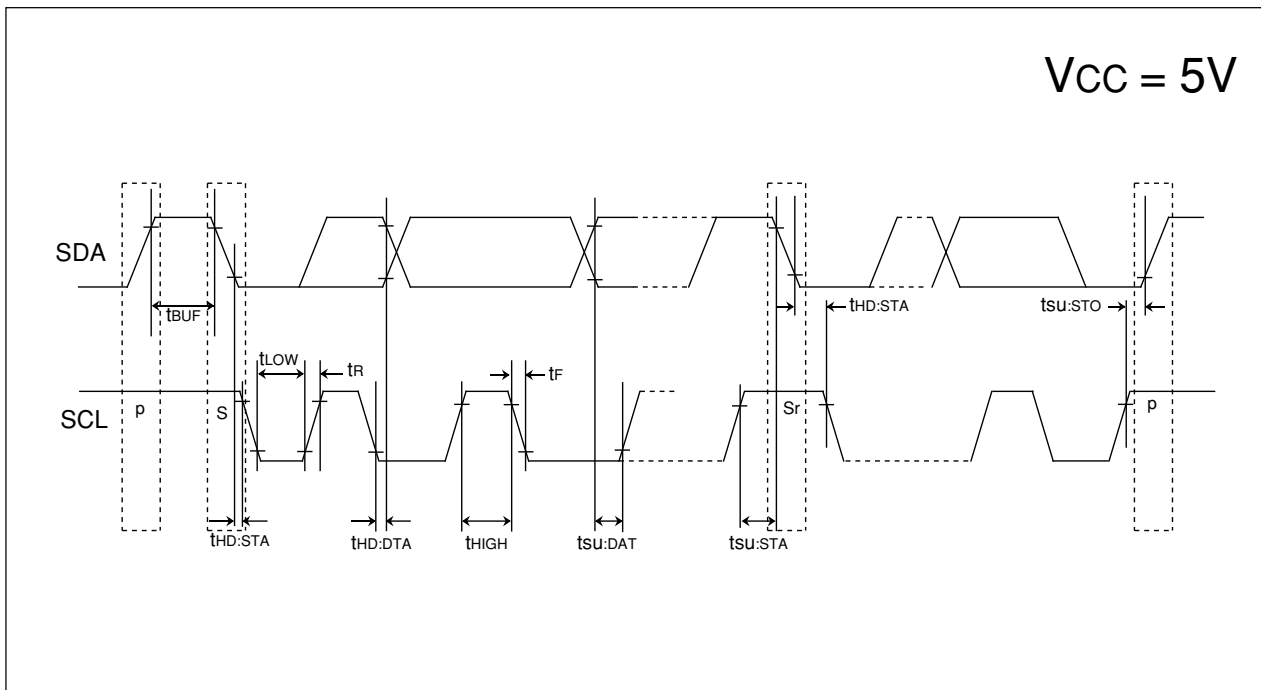 VCC = 5V
SDA
tBUF
tHD:STA
tsu:STO
tLOW
tR
tF
SCL
p
S
Sr
p
tHD:STA
tHD:DTA
tHIGH
tsu:DAT
tsu:STA